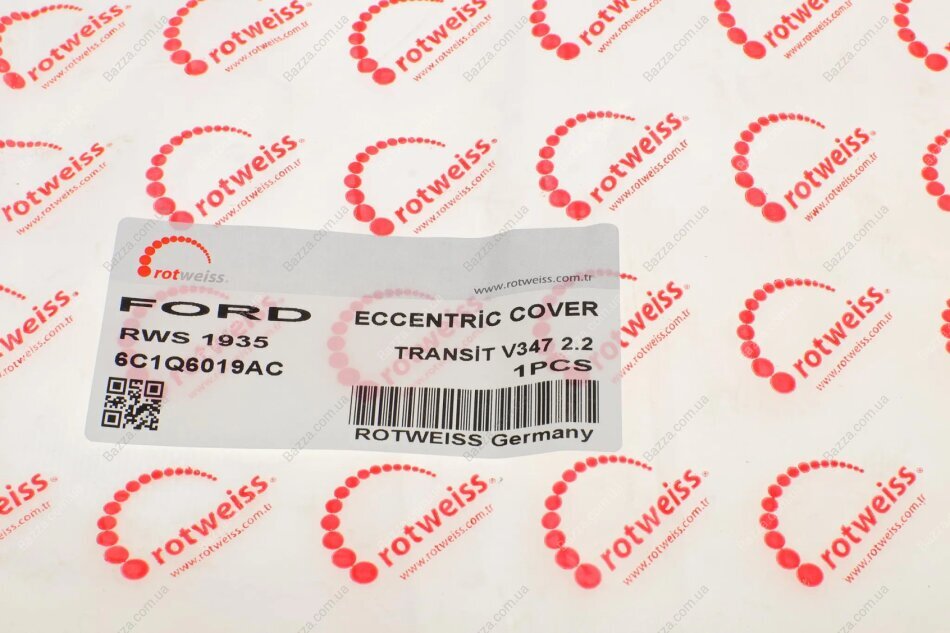 rotweiss.
www.rotweiss.com.tr
FORD
RWS 1935
6C1Q6019AC
ECCENTRİC COVER
TRANSİT V347 2.2
1PCS
ROTWEISS Germany
rotweiss
www.rotweiss.com.tr
Bazza.com.ua